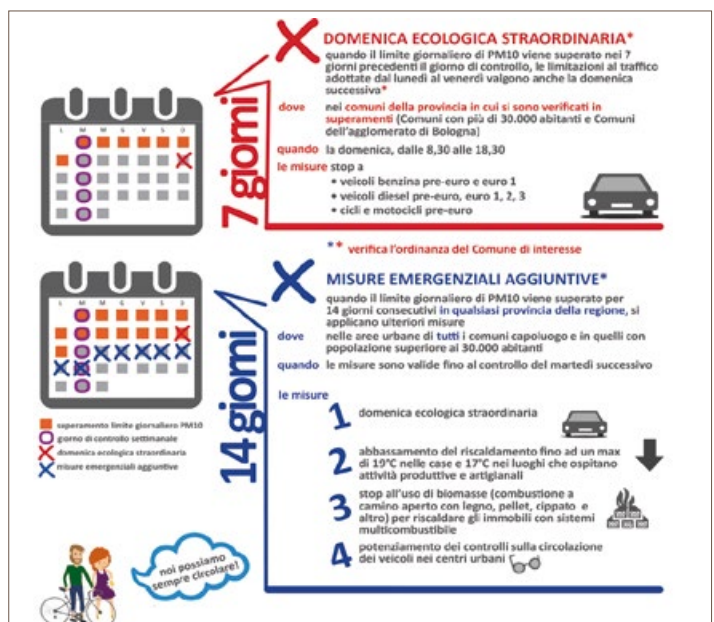 DOMENICA ECOLOGICA STRAORDINARIA*
quando il limite giornaliero di PM10 viene superato nei 7
giorni precedenti il giorno di controllo, le limitazioni al traffico
adottate dal lunedì al venerdì valgono anche la domenica
successiva*
dove nei comuni della provincia in cui si sono verificati in
superamenti (Comuni con più di 30.000 abitanti e Comuni
dell'agglomerato di Bologna)
quando la domenica, dalle 8,30 alle 18,30
le misure stop a
• veicoli benzina pre-euro e euro 1
• veicoli diesel pre-euro, euro 1, 2, 3
• cicli e motocicli pre-euro
7 giorni
L M M G V S D
** verifica l'ordinanza del Comune di interesse
MISURE EMERGENZIALI AGGIUNTIVE*
quando il limite giornaliero di PM10 viene superato per
14 giorni consecutivi in qualsiasi provincia della regione, si
applicano ulteriori misure
dove nelle aree urbane di tutti i comuni capoluogo e in quelli con
popolazione superiore ai 30.000 abitanti
quando le misure sono valide fino al controllo del martedì successivo
le misure
1 domenica ecologica straordinaria
2 abbassamento del riscaldamento fino ad un max
di 19°C nelle case e 17°C nei luoghi che ospitano
attività produttive e artigianali
3 stop all'uso di biomasse (combustione a
camino aperto con legno, pellet, cippato e
altro) per riscaldare gli immobili con sistemi
multicombustibile
4 potenziamento dei controlli sulla circolazione
dei veicoli nei centri urbani
14 giorni
L M M G V S D
superamento limite giornaliero PM10
giorno di controllo settimanale
domenica ecologica straordinaria
misure emergenziali aggiuntive
noi possiamo
sempre circolare!